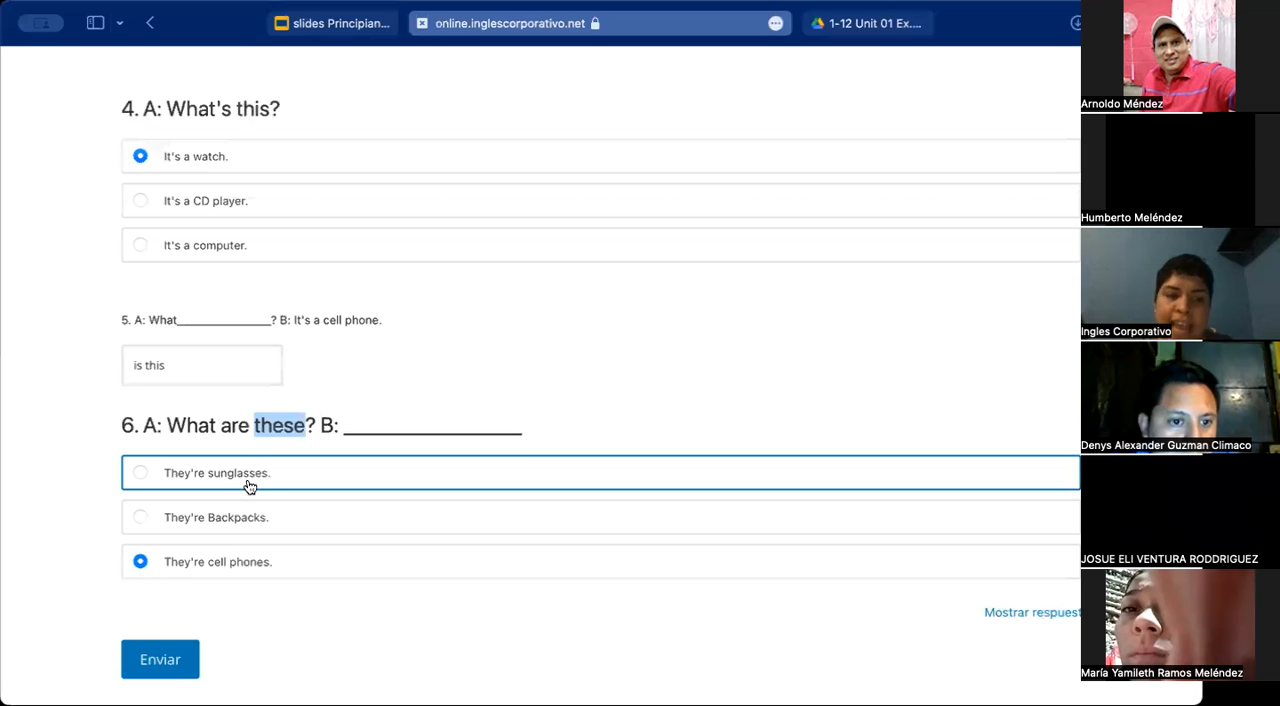 slides Principian...
online.inglescorporativo.net
1-12 Unit 01 Ex....
4. A: What's this?
It's a watch.
It's a CD player.
It's a computer.
5. A: What_______________? B: It's a cell phone.
is this
6. A: What are these? B: _________________
They're sunglasses.
They're Backpacks.
They're cell phones.
Mostrar respuest
Enviar
Arnoldo Méndez
Humberto Meléndez
Ingles Corporativo
Denys Alexander Guzman Climaco
JOSUE ELI VENTURA RODDRIGUEZ
María Yamileth Ramos Meléndez